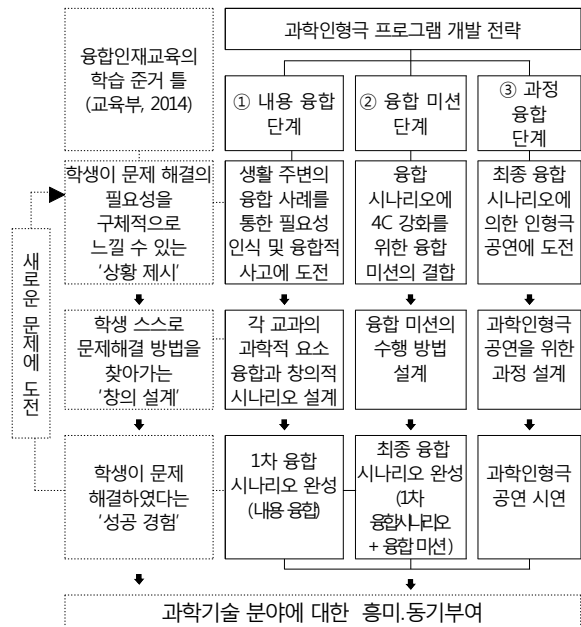 과학인형극 프로그램 개발 전략
융합인재교육의
학습 준거 틀
(교육부, 2014)
① 내용 융합
단계
② 융합 미션
단계
③ 과정
융합
단계
새로운 문제에 도전
학생이 문제 해결의
필요성을
구체적으로
느낄 수 있는
‘상황 제시’
생활 주변의
융합 사례를
통한 필요성
인식 및 융합적
사고에 도전
융합
시나리오에
4C 강화를
위한 융합
미션의 결합
최종 융합
시나리오에
의한 인형극
공연에 도전
학생 스스로
문제해결 방법을
찾아가는
‘창의 설계’
각 교과의
과학적 요소
융합과 창의적
시나리오 설계
융합 미션의
수행 방법
설계
과학인형극
공연을 위한
과정 설계
학생이 문제
해결하였다는
‘성공 경험’
1차 융합
시나리오 완성
(내용 융합)
최종 융합
시나리오 완성
(1차
융합시나리오
+ 융합 미션)
과학인형극
공연 시연
과학기술 분야에 대한 흥미.동기부여